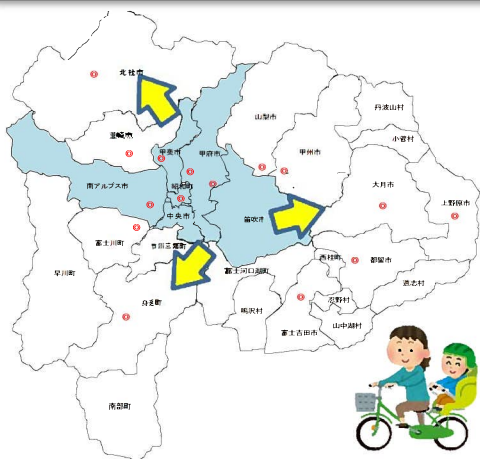 北杜市
韮崎市
甲斐市
甲府市
山梨市
甲州市
丹波山村
小菅村
大月市
上野原市
南アルプス市
昭和町
中央市
笛吹市
富士川町
市川三郷町
早川町
身延町
南部町
富士河口湖町
鳴沢村
西桂町
都留市
道志村
忍野村
山中湖村
富士吉田市